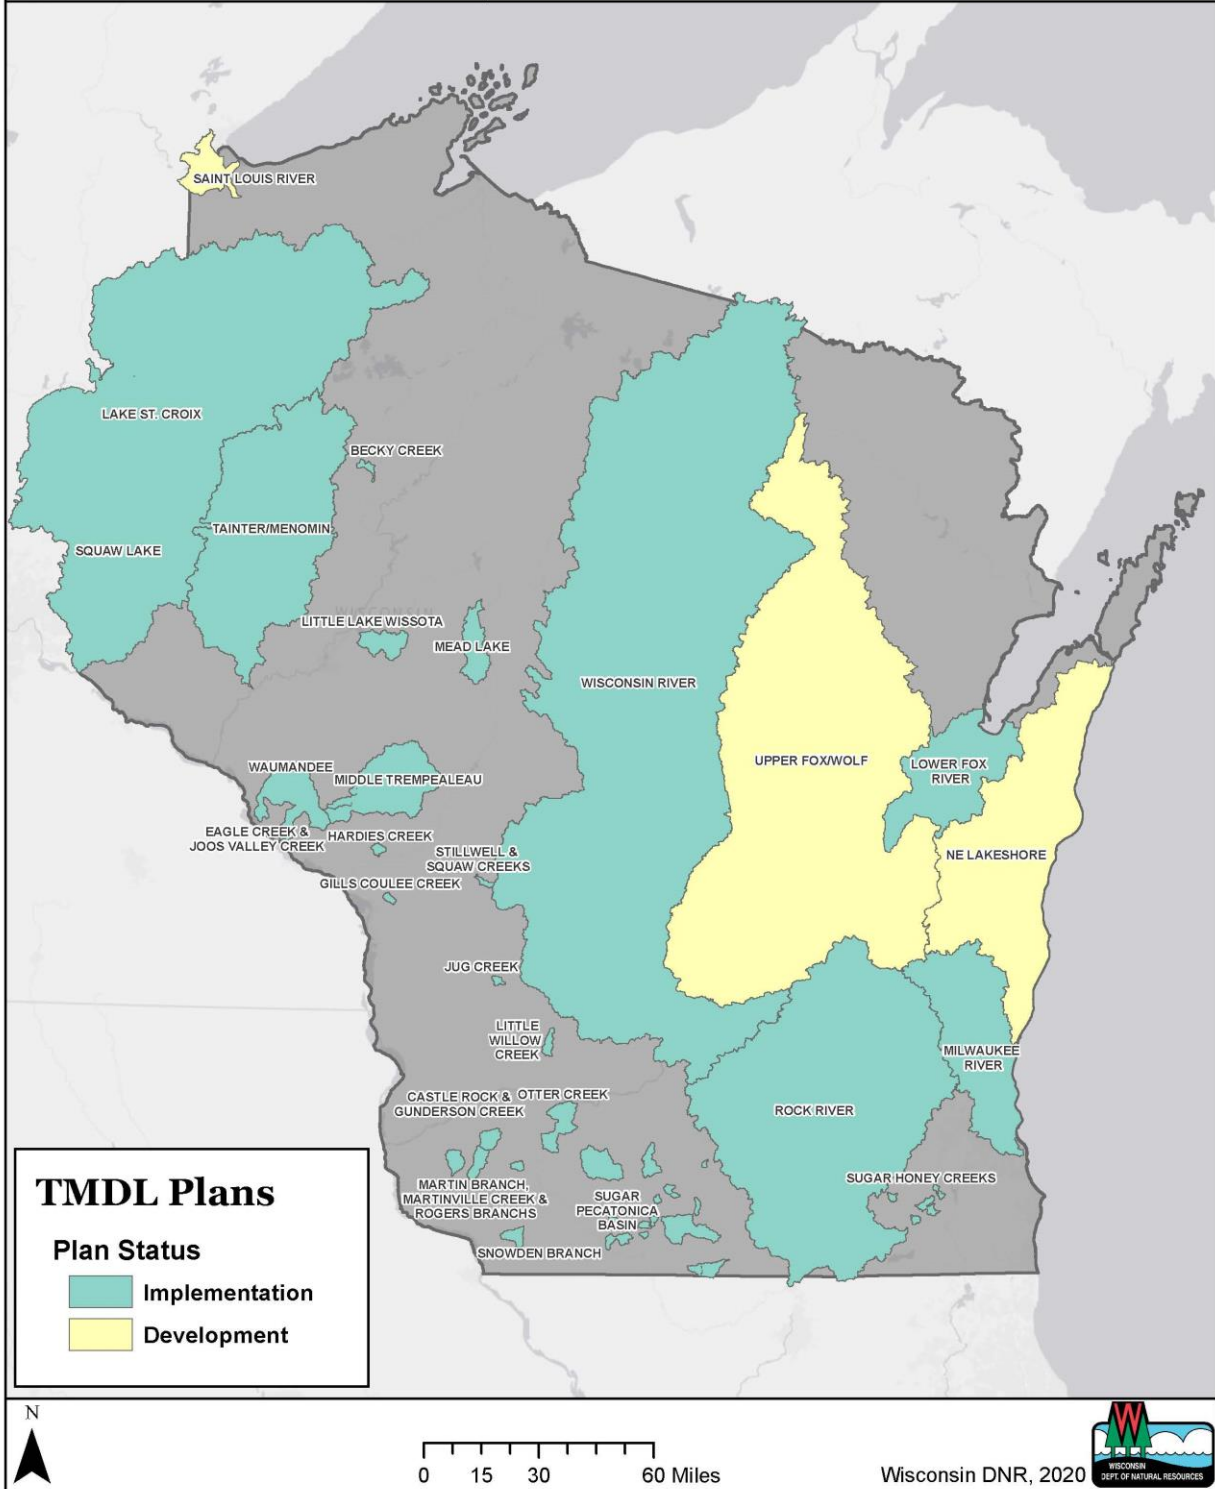 SAINT LOUIS RIVER
LAKE ST. CROIX
BECKY CREEK
TAINTER/MENOMIN
SQUAW LAKE
WISCONSIN
LITTLE LAKE WISSOTA
MEAD LAKE
WISCONSIN RIVER
UPPER FOX/WOLF
LOWER FOX
RIVER
WAUMANDEE
MIDDLE TREMPEALEAU
EAGLE CREEK &
JOOS VALLEY CREEK
HARDIES CREEK
STILLWELL &
SQUAW CREEKS
NE LAKESHORE
GILLS COULEE CREEK
JUG CREEK
LITTLE
WILLOW
CREEK
MILWAUKEE
RIVER
CASTLE ROCK &
GUNDERSON CREEK
OTTER CREEK
ROCK RIVER
SUGAR HONEY CREEKS
MARTIN BRANCH,
MARTINVILLE CREEK &
ROGERS BRANCHS
SUGAR
PECATONICA
BASIN
SNOWDEN BRANCH
TMDL Plans
Plan Status
Implementation
Development
N
0 15 30 60 Miles
Wisconsin DNR, 2020
W
WISCONSIN
DEPT. OF NATURAL RESOURCES